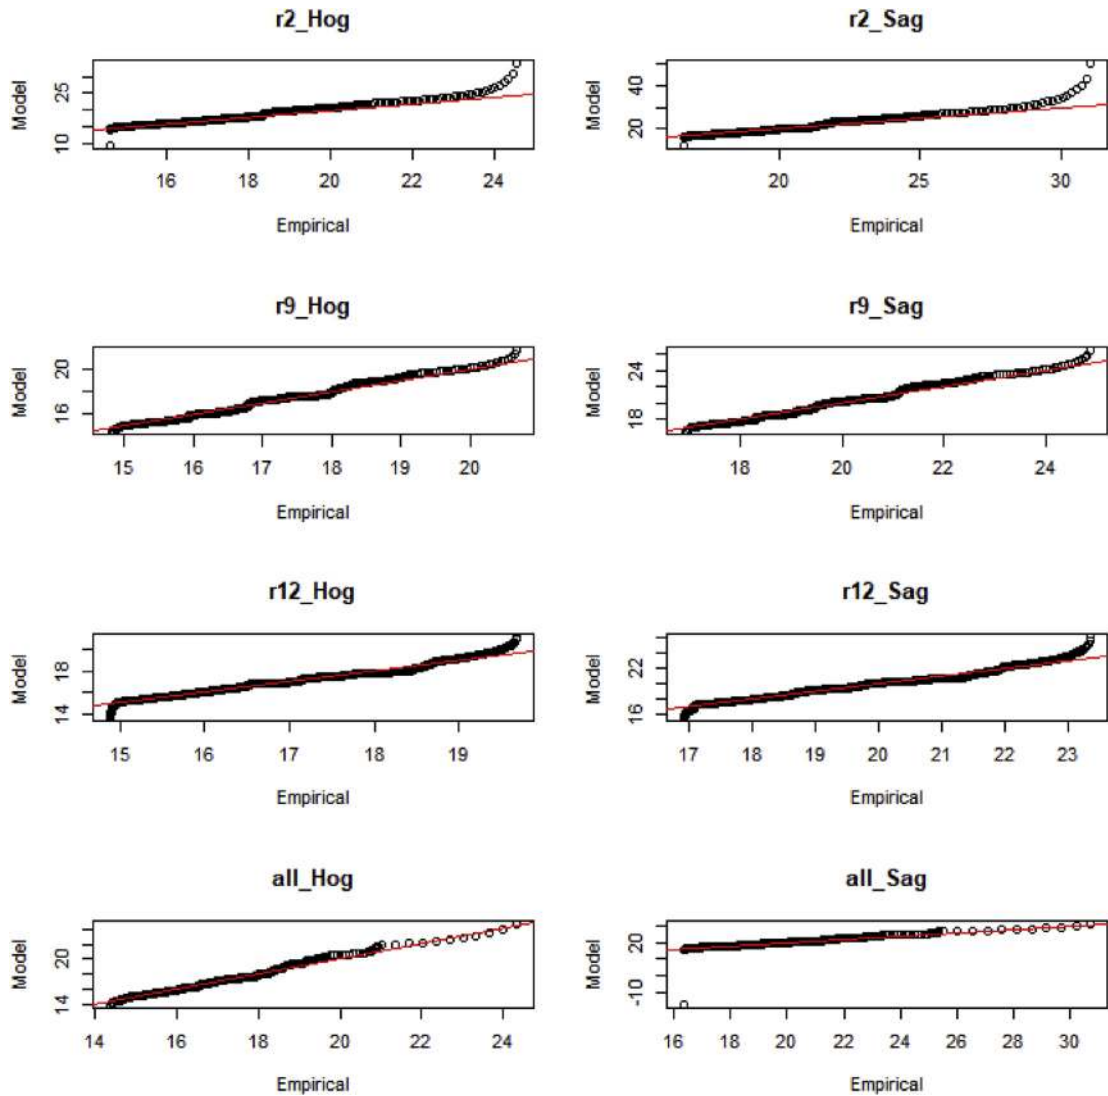 r2_Hog
r2_Sag
Model
10 25
16 18 20 22 24
Empirical
Model
20 40
20 25 30
Empirical
r9_Hog
r9_Sag
Model
16 20
15 16 17 18 19 20
Empirical
Model
18 24
18 20 22 24
Empirical
r12_Hog
r12_Sag
Model
14 18
15 16 17 18 19
Empirical
Model
16 22
17 18 19 20 21 22 23
Empirical
all_Hog
all_Sag
Model
14 20
14 16 18 20 22 24
Empirical
Model
-10 20
16 18 20 22 24 26 28 30
Empirical